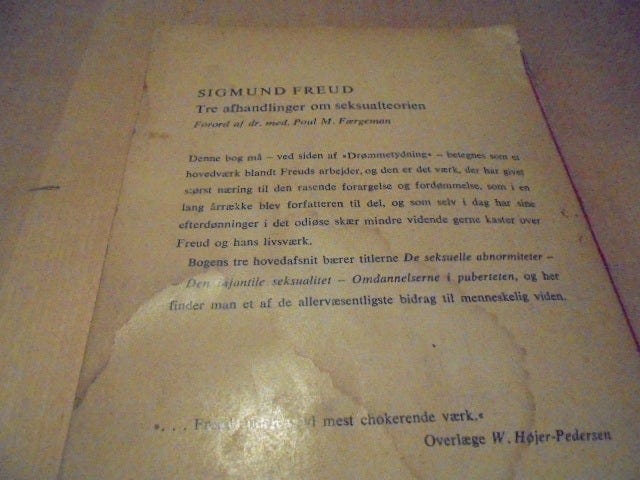 SIGMUND FREUD
Tre afhandlinger om seksualteorien
Forord af dr. med. Poul M. Færgeman
Denne bog må – ved siden af »Drømmetydning« – betegnes som et
hovedværk blandt Freuds arbejder, og den er det værk, der har givet
størst næring til den rasende forargelse og fordømmelse, som i en
lang årrække blev forfatteren til del, og som selv i dag har sine
efterdønninger i det odiøse skær mindre vidende gerne kaster over
Freud og hans livsværk.
Bogens tre hovedafsnit bærer titlerne De seksuelle abnormiteter –
– Den infantile seksualitet – Omdannelserne i puberteten, og her
finder man et af de allervæsentligste bidrag til menneskelig viden.
». . . mest chokerende værk.«
Overlæge W. Højer-Pedersen